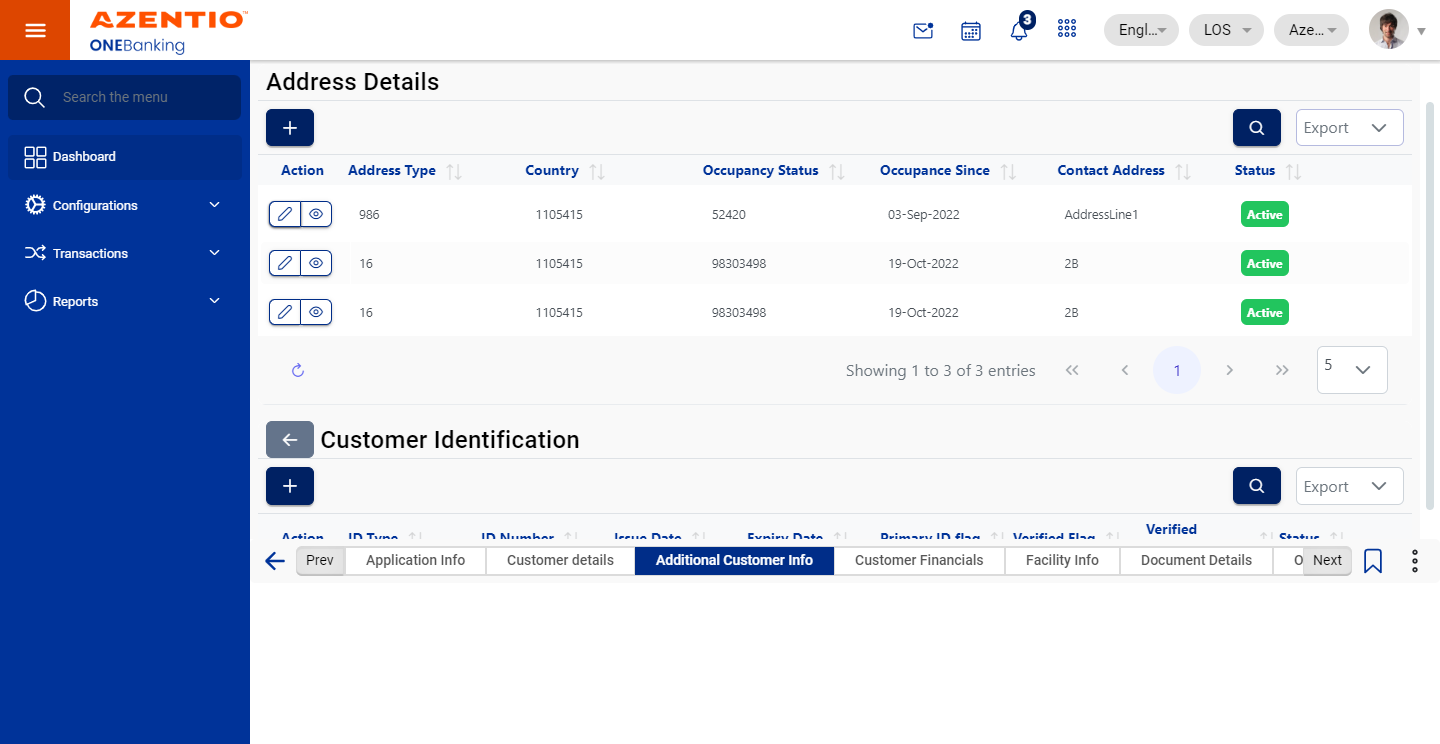 AZENTIO™
ONEBanking
3
Engl...
LOS
Aze...
Search the menu
Dashboard
Configurations
Transactions
Reports
Address Details
Export
Action Address Type Country Occupancy Status Occupance Since Contact Address Status
986 1105415 52420 03-Sep-2022 AddressLine1 Active
16 1105415 98303498 19-Oct-2022 2B Active
16 1105415 98303498 19-Oct-2022 2B Active
Showing 1 to 3 of 3 entries 1 5
Customer Identification
Export
Verified
Action ID Type ID Number Issue Date Expiry Date Primary ID flag Verified Flag Status
Prev Application Info Customer details Additional Customer Info Customer Financials Facility Info Document Details O Next